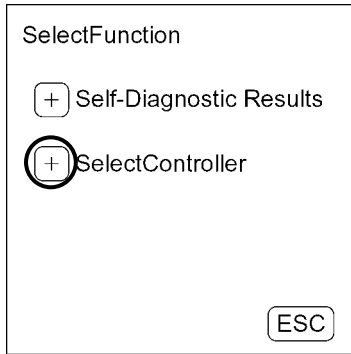 SelectFunction
+ Self-Diagnostic Results
+ SelectController
ESC